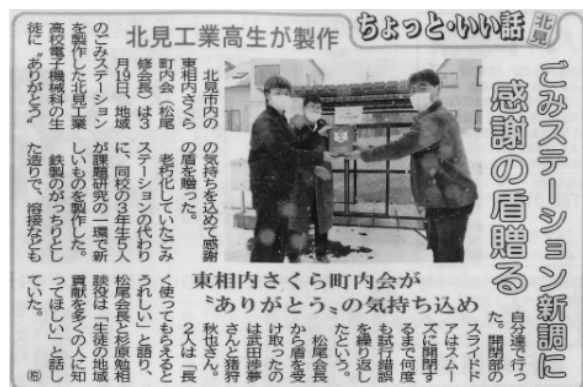 ちょっと・いい話
北見
ごみステーション新調に
感謝の盾贈る
北見工業高生が製作
東相内さくら町内会が
〝ありがとう〟の気持ち込め
北見市内の
東相内さくら
町内会(松尾
修会長)は3
月19日、地域
のごみステーション
を製作した北見工業
高校電子機械科の生
徒に〝ありがとう〟
の気持ちを込めて感謝
の盾を贈った。
老朽化していたごみ
ステーションの代わり
に、同校の3年生5人
が課題研究の一環で新
しいものを製作した。
鉄製のがっちりとし
た造りで、溶接なども
自分達で行っ
た。開閉部の
スライドド
アはスムー
ズに開閉す
るまで何度
も試行錯誤
を繰り返し
たという。
松尾会長
から盾を受
け取ったの
は武田渉夢
さんと猪狩
秋也さん。
2人は「長
く使ってもらえると
うれしい」と語り、
松尾会長と杉原勉相
談役は「生徒の地域
貢献を多くの人に知
ってほしい」と話し
ていた。
(柏)